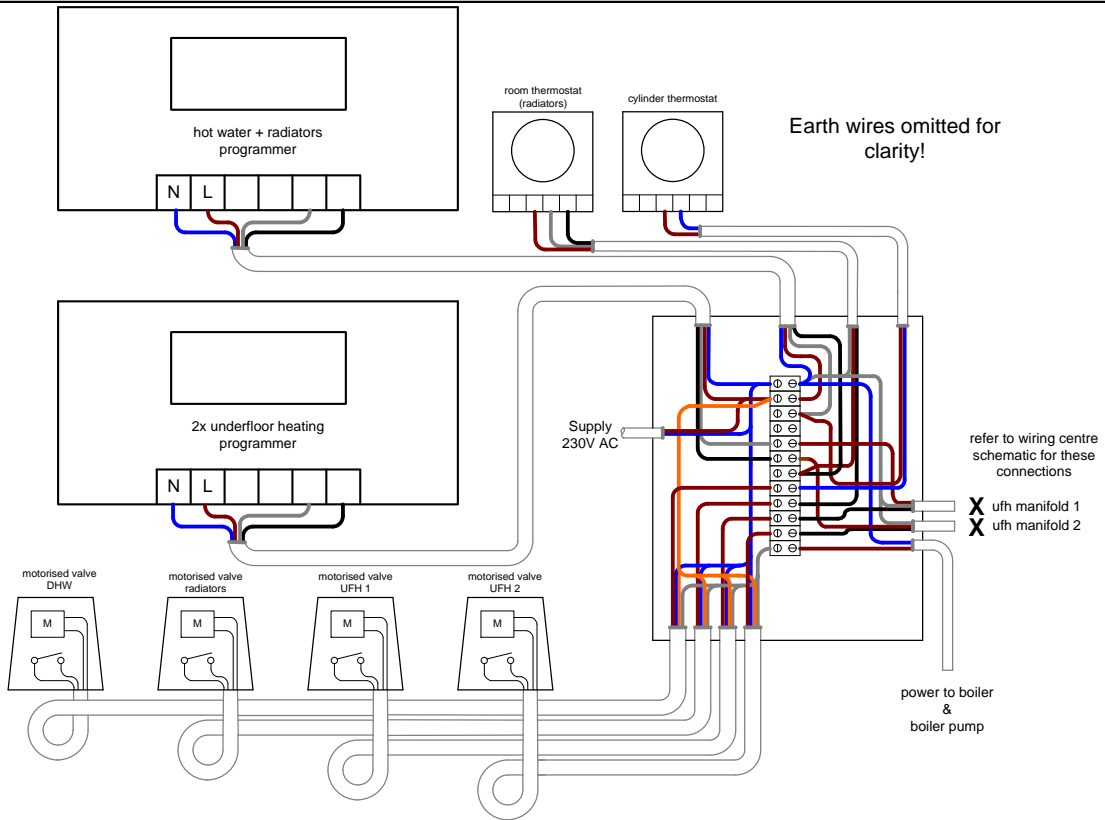 hot water + radiators
programmer
N L
room thermostat
(radiators)
cylinder thermostat
Earth wires omitted for
clarity!
2x underfloor heating
programmer
N L
Supply
230V AC
refer to wiring centre
schematic for these
connections
X ufh manifold 1
X ufh manifold 2
motorised valve
DHW
M
motorised valve
radiators
M
motorised valve
UFH 1
M
motorised valve
UFH 2
M
power to boiler
&
boiler pump